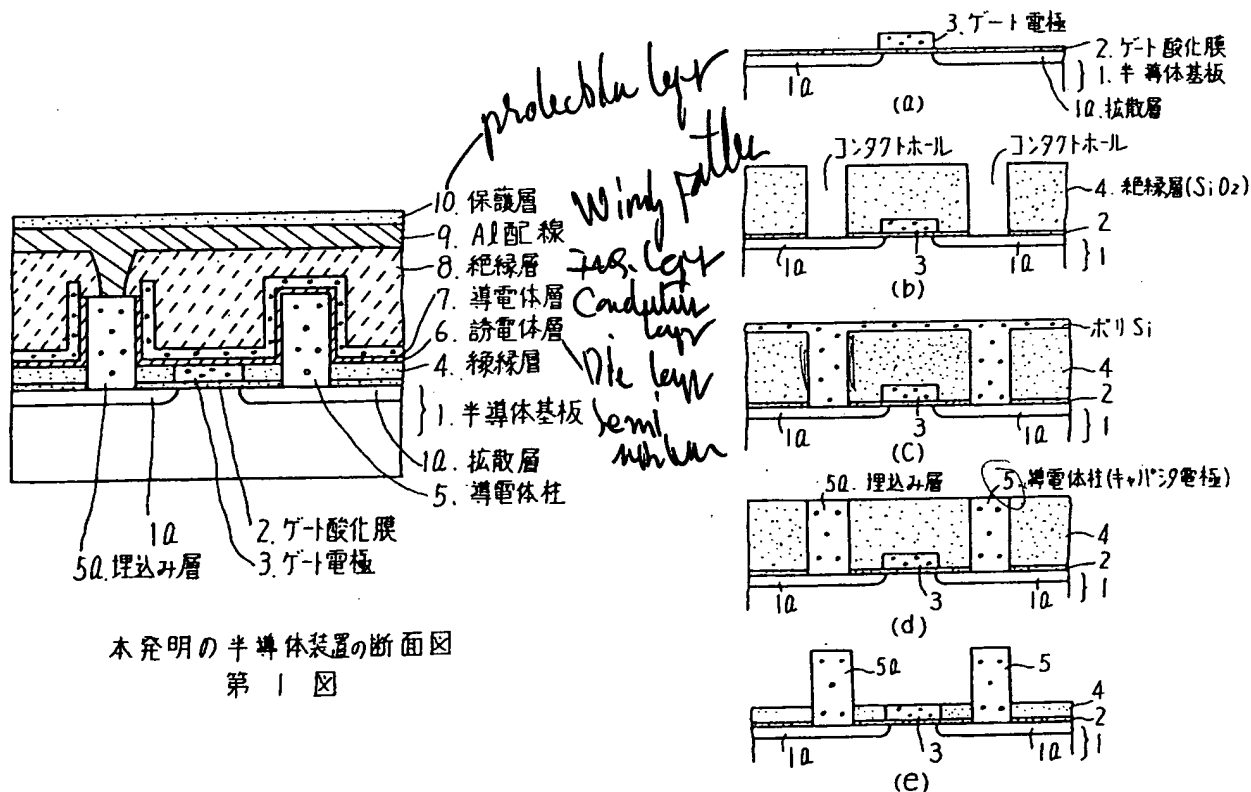 protection layer
10. 保護層
9. Al配線
8. 絶縁層
7. 導電体層
6. 誘電体層
4. 縁縁層
1. 半導体基板
1a. 拡散層
5. 導電体柱
2. ゲート酸化膜
3. ゲート電極
1a
5a. 埋込み層
Die layer
Semi
本発明の半導体装置の断面図
第 1 図
3. ゲート電極
2. ゲート酸化膜
1. 半導体基板
1a
1a. 拡散層
(a)
コンタクトホール
コンタクトホール
4. 絶縁層(SiO2)
2
1a
3
1a
1
(b)
ポリSi
4
2
1a
3
1a
1
(c)
5a. 埋込み層
5. 導電体柱(キャパシタ電極)
4
2
1a
3
1a
1
(d)
5a
5
4
2
1a
3
1a
1
(e)